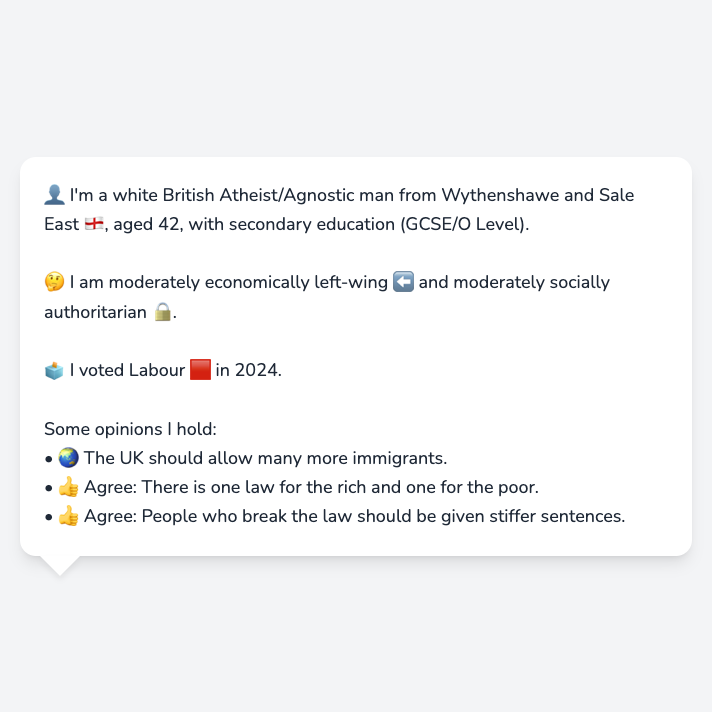 👤 I'm a white British Atheist/Agnostic man from Wythenshawe and Sale
East 🏴󠁧󠁢󠁥󠁮󠁧󠁿, aged 42, with secondary education (GCSE/O Level).
🤔 I am moderately economically left-wing ⬅️ and moderately socially
authoritarian 🔒.
🗳️ I voted Labour 🟥 in 2024.
Some opinions I hold:
• 🌏 The UK should allow many more immigrants.
• 👍 Agree: There is one law for the rich and one for the poor.
• 👍 Agree: People who break the law should be given stiffer sentences.